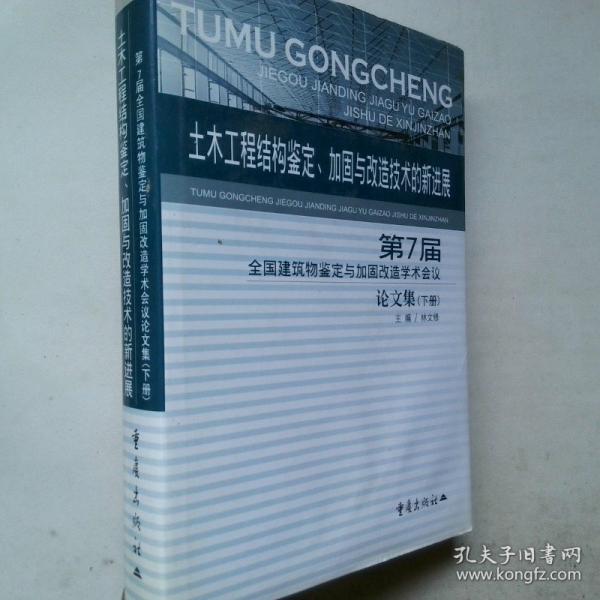 土木工程结构鉴定、加固与改造技术的新进展
第7届全国建筑物鉴定与加固改造学术会议论文集(下册)
重庆出版社
TUMU GONGCHENG
JIEGOU JIANDING JIAGU YU GAIZAO
JISHU DE XINJINZHAN
土木工程结构鉴定、加固与改造技术的新进展
TUMU GONGCHENG JIEGOU JIANDING JIAGU YU GAIZAO JISHU DE XINJINZHAN
第7届
全国建筑物鉴定与加固改造学术会议
论文集(下册)
主编/林文修
重庆出版社
孔夫子旧书网
www.kongfz.com